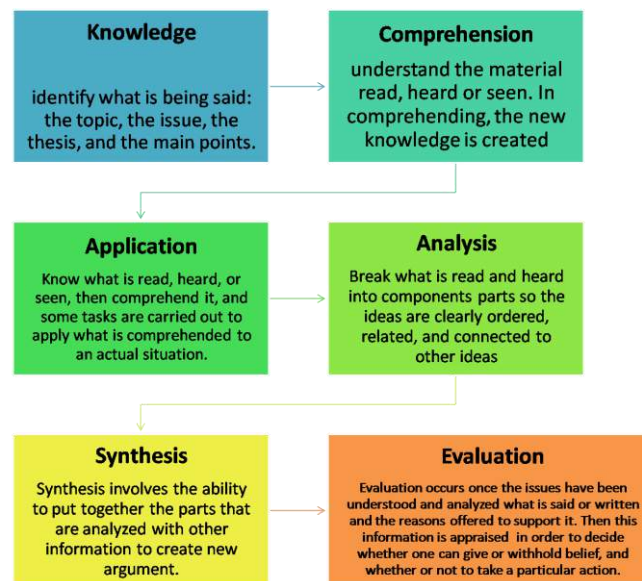 Knowledge
identify what is being said:
the topic, the issue, the
thesis, and the main points.
Comprehension
understand the material
read, heard or seen. In
comprehending, the new
knowledge is created
Application
Know what is read, heard, or
seen, then comprehend it, and
some tasks are carried out to
apply what is comprehended to
an actual situation.
Analysis
Break what is read and heard
into components parts so the
ideas are clearly ordered,
related, and connected to
other ideas
Synthesis
Synthesis involves the ability
to put together the parts that
are analyzed with other
information to create new
argument.
Evaluation
Evaluation occurs once the issues have been
understood and analyzed what is said or written
and the reasons offered to support it. Then this
information is appraised in order to decide
whether one can give or withhold belief, and
whether or not to take a particular action.